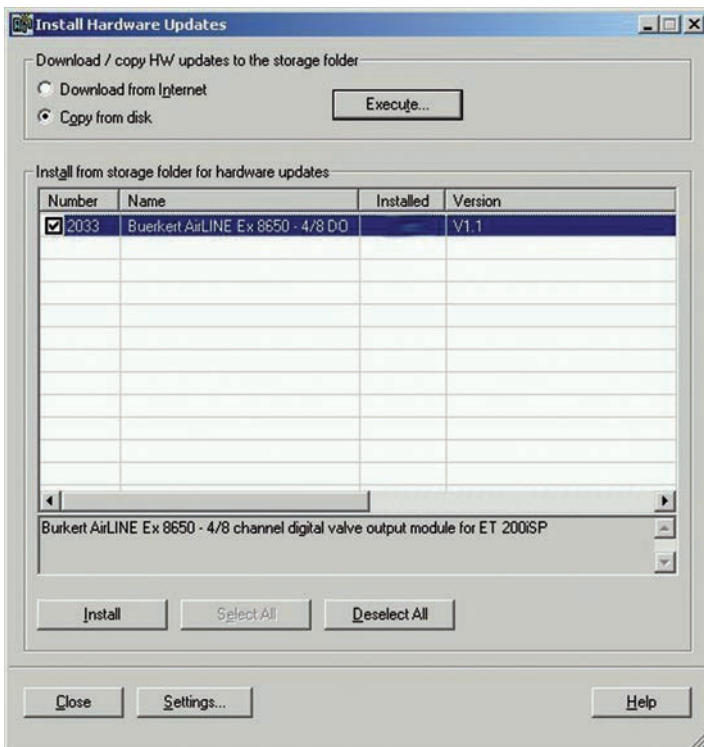 Install Hardware Updates
Download / copy HW updates to the storage folder
Download from Internet
Copy from disk
Execute...
Install from storage folder for hardware updates
Number Name Installed Version
2033 Buerkert AirLINE Ex 8650 - 4/8 DO V1.1
Burkert AirLINE Ex 8650 - 4/8 channel digital valve output module for ET 200iSP
Install Select All Deselect All
Close Settings... Help